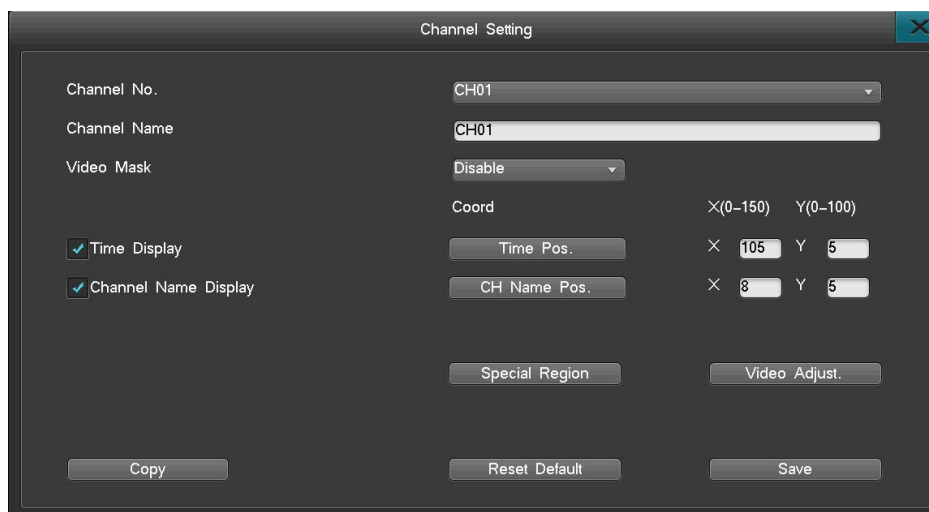 Channel Setting
Channel No. CH01
Channel Name CH01
Video Mask Disable
Coord X(0-150) Y(0-100)
Time Display Time Pos. X 105 Y 5
Channel Name Display CH Name Pos. X 8 Y 5
Special Region Video Adjust.
Copy Reset Default Save